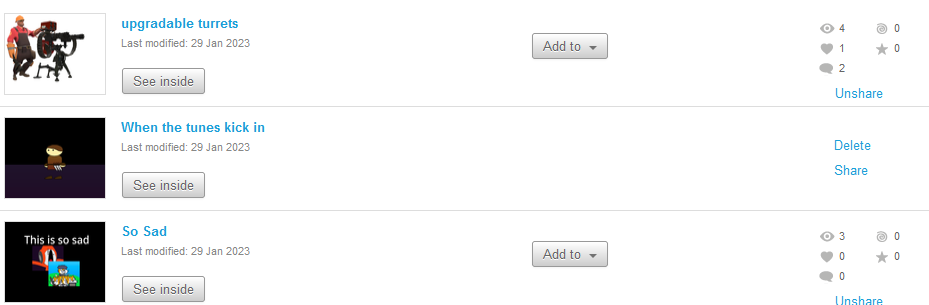 upgradable turrets
Last modified: 29 Jan 2023
See inside
Add to
4
0
1
0
2
Unshare
When the tunes kick in
Last modified: 29 Jan 2023
See inside
Delete
Share
This is so sad
So Sad
Last modified: 29 Jan 2023
See inside
Add to
3
0
0
0
0
Unshare